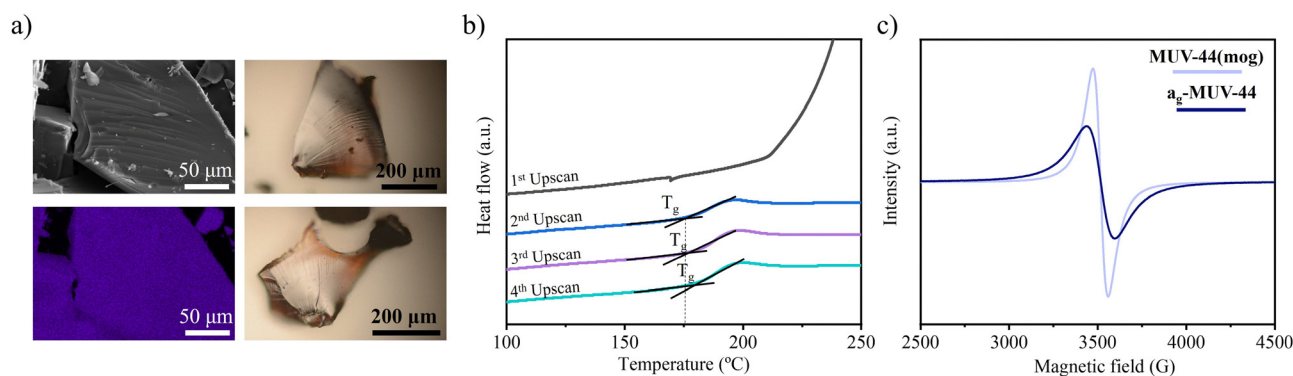 a)
50 μm
200 μm
50 μm
200 μm
b)
Heat flow (a.u.)
1st Upscan
Tg
2nd Upscan
Tg
3rd Upscan
Tg
4th Upscan
100
150
200
250
Temperature (ºC)
c)
Intensity (a.u.)
MUV-44(mog)
ag-MUV-44
2500
3000
3500
4000
4500
Magnetic field (G)